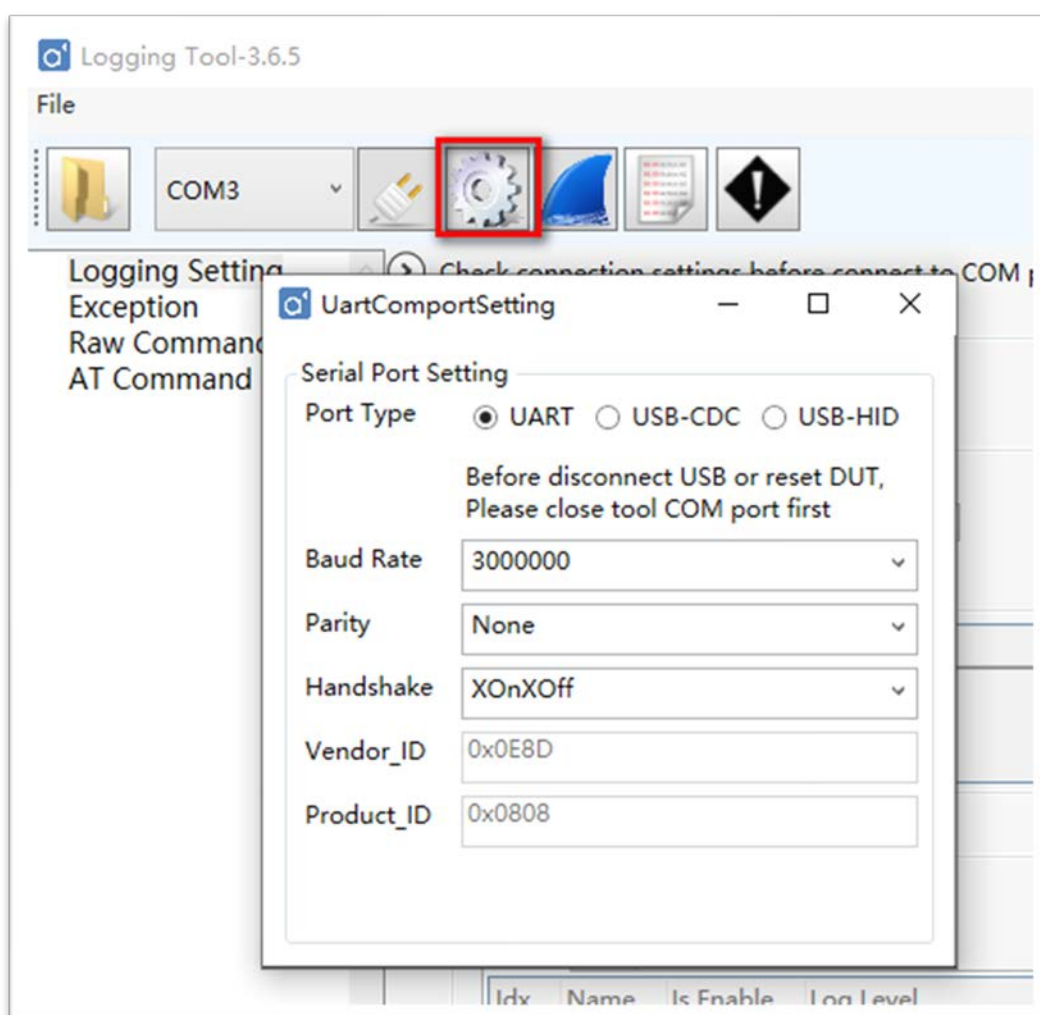 Logging Tool-3.6.5
File
COM3
Logging Setting
Exception
Raw Command
AT Command
Check connection settings before connect to COM
UartComportSetting
Serial Port Setting
Port Type UART USB-CDC USB-HID
Before disconnect USB or reset DUT,
Please close tool COM port first
Baud Rate 3000000
Parity None
Handshake XOnXOff
Vendor_ID 0x0E8D
Product_ID 0x0808
Idx Name Is Enable Log Level